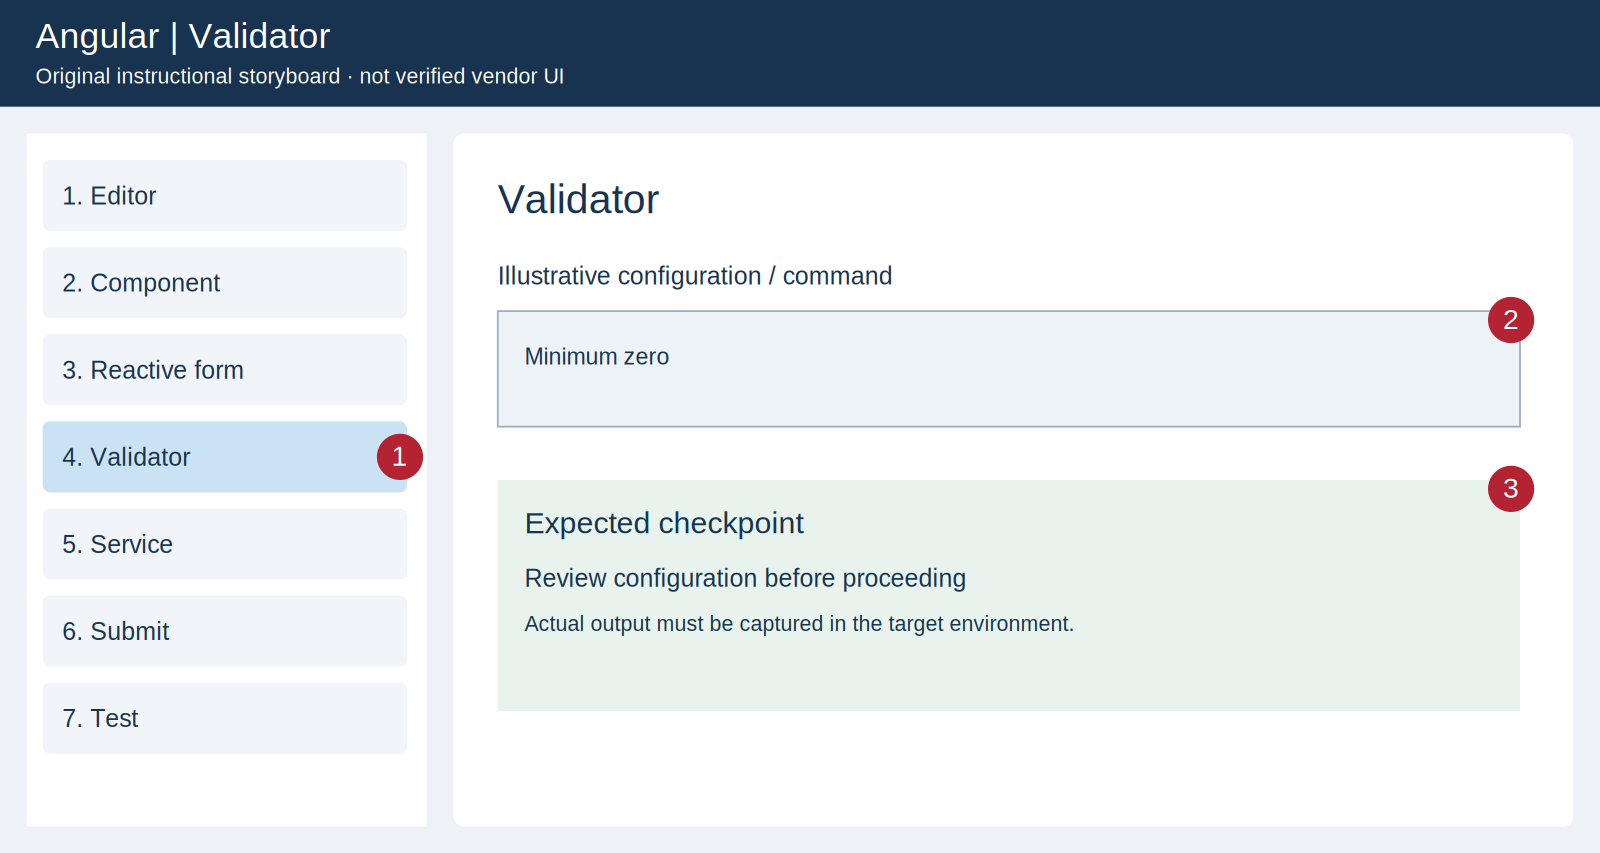 Angular | Validator
Original instructional storyboard · not verified vendor UI
1. Editor
2. Component
3. Reactive form
4. Validator
1
5. Service
6. Submit
7. Test
Validator
Illustrative configuration / command
2
Minimum zero
3
Expected checkpoint
Review configuration before proceeding
Actual output must be captured in the target environment.